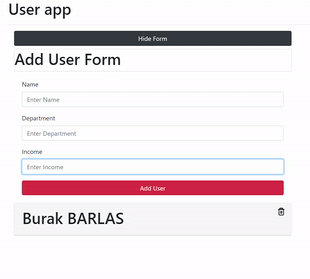 User app
Hide Form
Add User Form
Name
Enter Name
Department
Enter Department
Income
Enter Income
Add User
Burak BARLAS